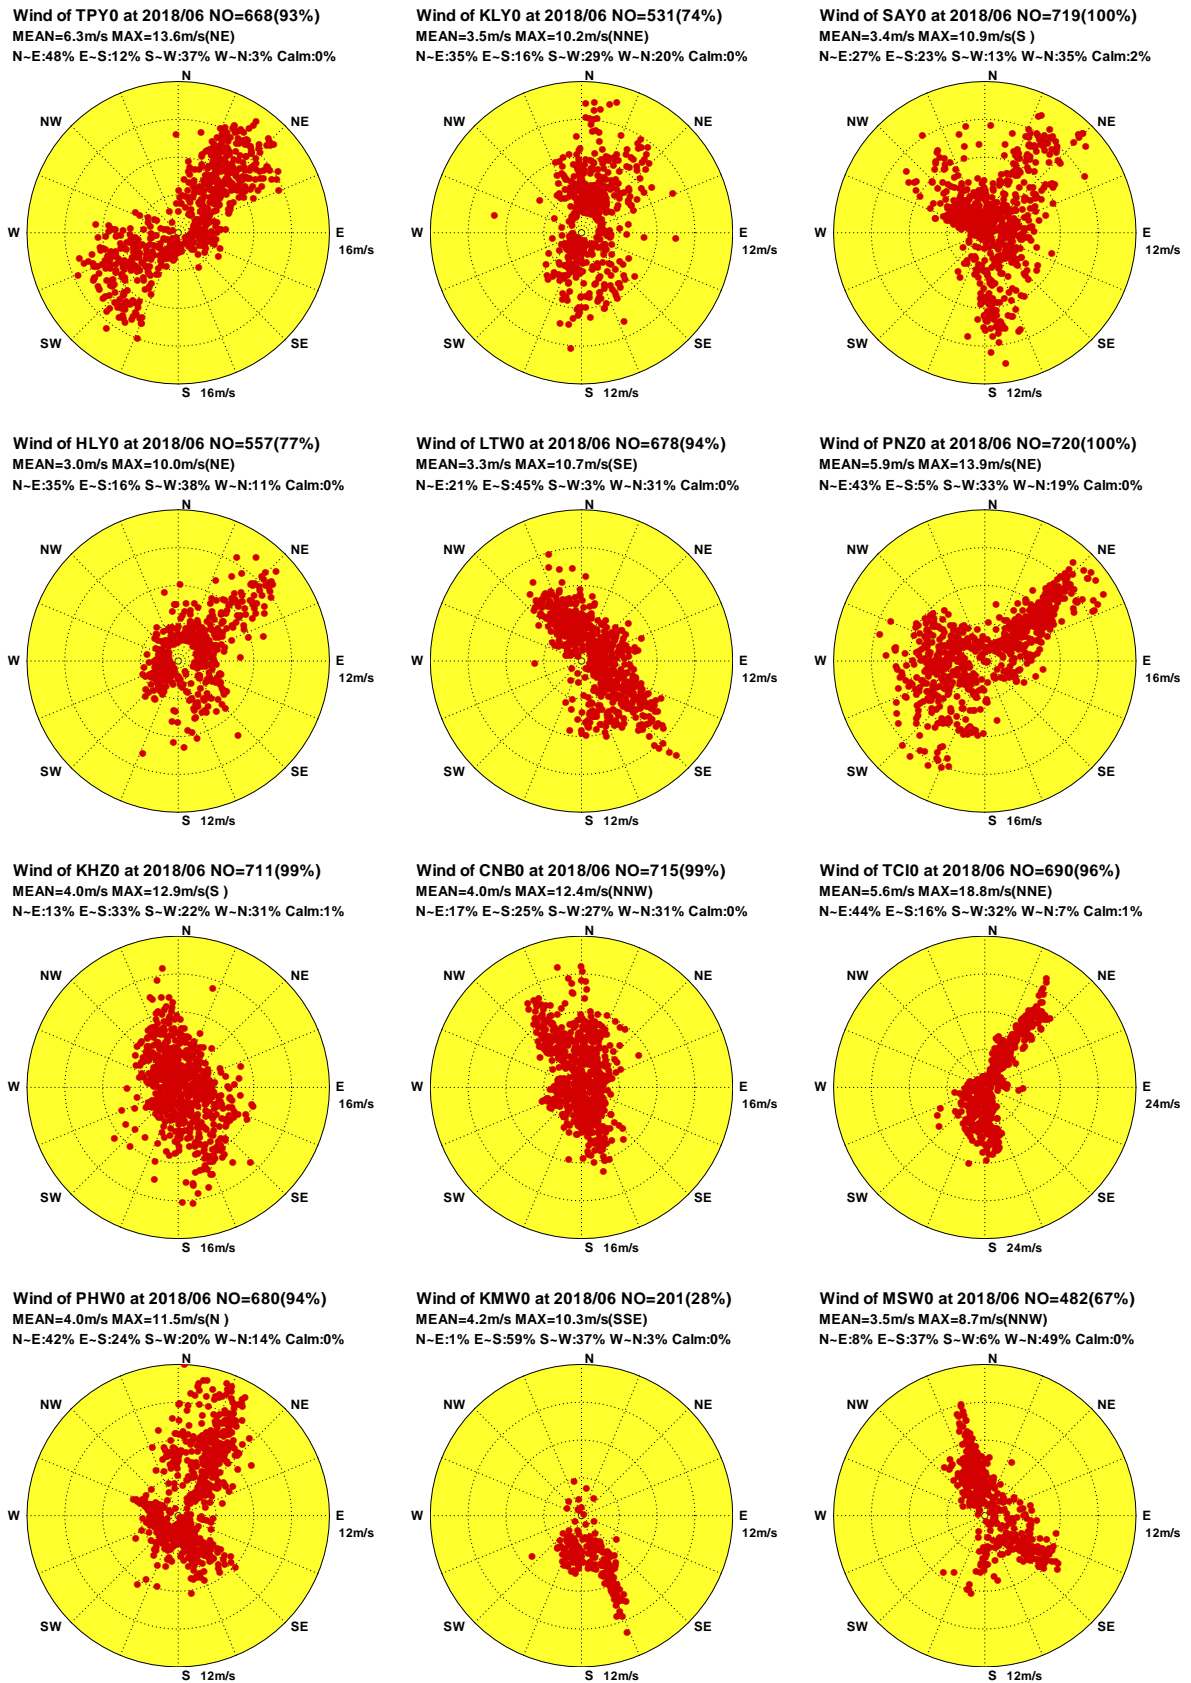 Wind of TPY0 at 2018/06 NO=668(93%)
MEAN=6.3m/s MAX=13.6m/s(NE)
N~E:48% E~S:12% S~W:37% W~N:3% Calm:0%
N
NW
NE
W
E
16m/s
SW
SE
S 16m/s
Wind of KLY0 at 2018/06 NO=531(74%)
MEAN=3.5m/s MAX=10.2m/s(NNE)
N~E:35% E~S:16% S~W:29% W~N:20% Calm:0%
N
NW
NE
W
E
12m/s
SW
SE
S 12m/s
Wind of SAY0 at 2018/06 NO=719(100%)
MEAN=3.4m/s MAX=10.9m/s(S )
N~E:27% E~S:23% S~W:13% W~N:35% Calm:2%
N
NW
NE
W
E
12m/s
SW
SE
S 12m/s
Wind of HLY0 at 2018/06 NO=557(77%)
MEAN=3.0m/s MAX=10.0m/s(NE)
N~E:35% E~S:16% S~W:38% W~N:11% Calm:0%
N
NW
NE
W
E
12m/s
SW
SE
S 12m/s
Wind of LTW0 at 2018/06 NO=678(94%)
MEAN=3.3m/s MAX=10.7m/s(SE)
N~E:21% E~S:45% S~W:3% W~N:31% Calm:0%
N
NW
NE
W
E
12m/s
SW
SE
S 12m/s
Wind of PNZ0 at 2018/06 NO=720(100%)
MEAN=5.9m/s MAX=13.9m/s(NE)
N~E:43% E~S:5% S~W:33% W~N:19% Calm:0%
N
NW
NE
W
E
16m/s
SW
SE
S 16m/s
Wind of KHZ0 at 2018/06 NO=711(99%)
MEAN=4.0m/s MAX=12.9m/s(S )
N~E:13% E~S:33% S~W:22% W~N:31% Calm:1%
N
NW
NE
W
E
16m/s
SW
SE
S 16m/s
Wind of CNB0 at 2018/06 NO=715(99%)
MEAN=4.0m/s MAX=12.4m/s(NNW)
N~E:17% E~S:25% S~W:27% W~N:31% Calm:0%
N
NW
NE
W
E
16m/s
SW
SE
S 16m/s
Wind of TCI0 at 2018/06 NO=690(96%)
MEAN=5.6m/s MAX=18.8m/s(NNE)
N~E:44% E~S:16% S~W:32% W~N:7% Calm:1%
N
NW
NE
W
E
24m/s
SW
SE
S 24m/s
Wind of PHW0 at 2018/06 NO=680(94%)
MEAN=4.0m/s MAX=11.5m/s(N )
N~E:42% E~S:24% S~W:20% W~N:14% Calm:0%
N
NW
NE
W
E
12m/s
SW
SE
S 12m/s
Wind of KMW0 at 2018/06 NO=201(28%)
MEAN=4.2m/s MAX=10.3m/s(SSE)
N~E:1% E~S:59% S~W:37% W~N:3% Calm:0%
N
NW
NE
W
E
12m/s
SW
SE
S 12m/s
Wind of MSW0 at 2018/06 NO=482(67%)
MEAN=3.5m/s MAX=8.7m/s(NNW)
N~E:8% E~S:37% S~W:6% W~N:49% Calm:0%
N
NW
NE
W
E
12m/s
SW
SE
S 12m/s